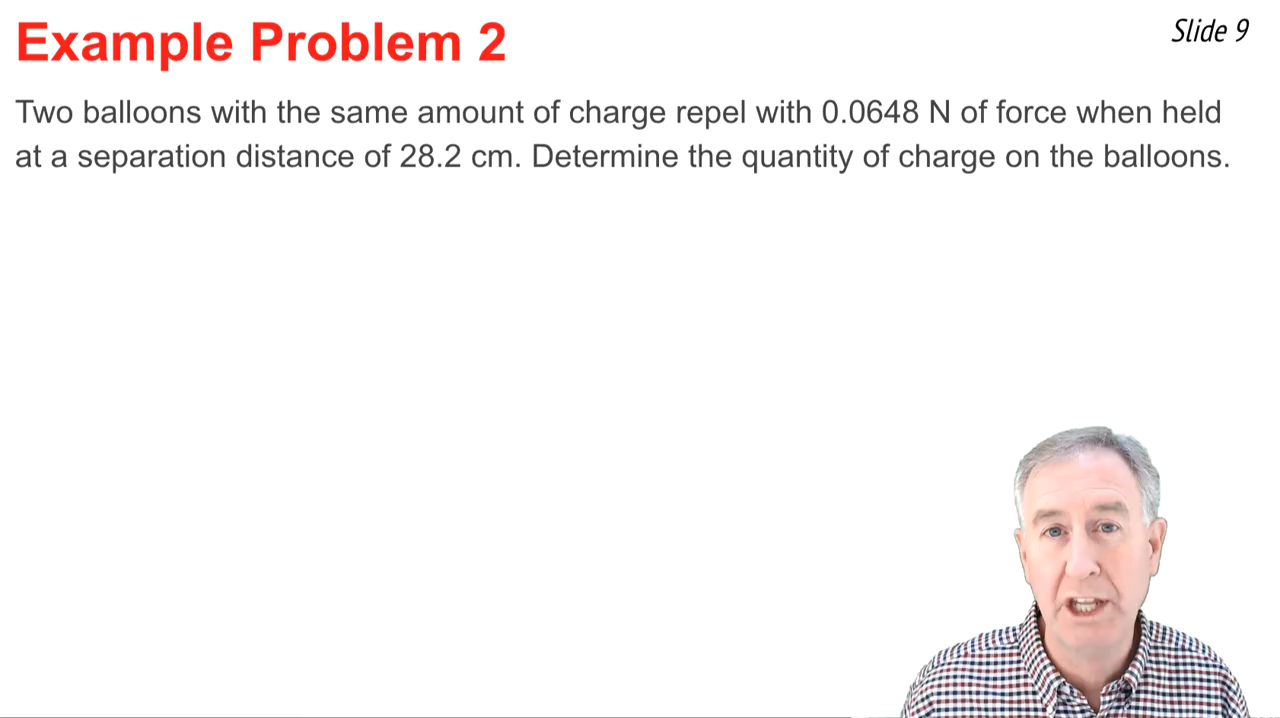 Example Problem 2
Slide 9
Two balloons with the same amount of charge repel with 0.0648 N of force when held
at a separation distance of 28.2 cm. Determine the quantity of charge on the balloons.